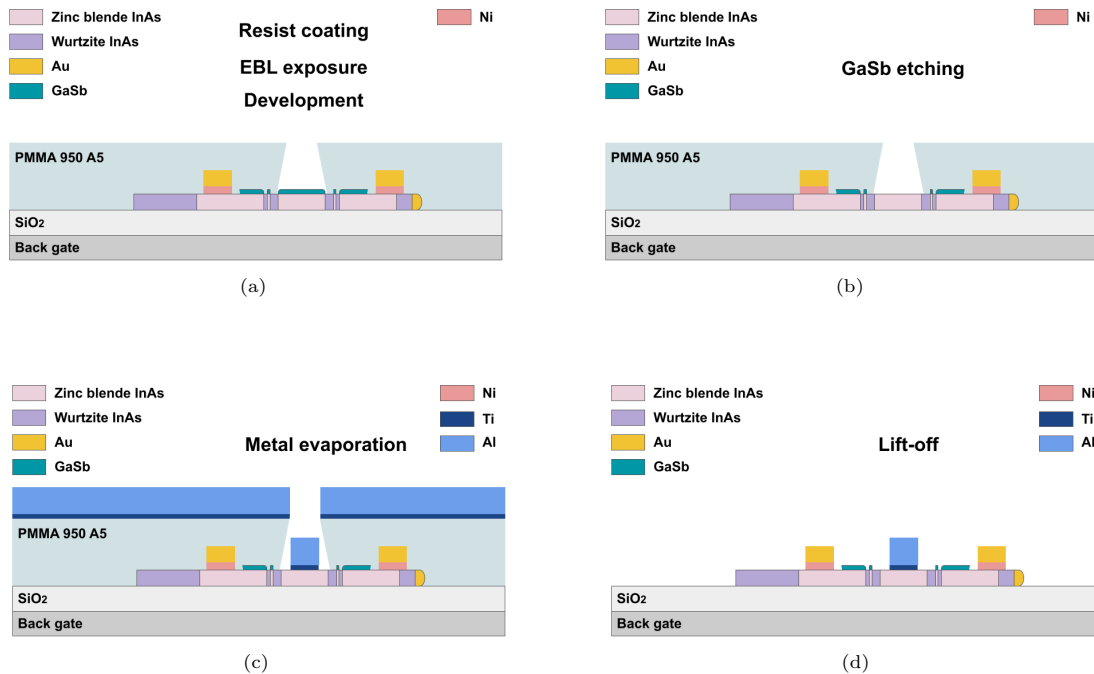 Zinc blende InAs
Wurtzite InAs
Au
GaSb
Ni
Resist coating
EBL exposure
Development
PMMA 950 A5
SiO2
Back gate
(a)
Zinc blende InAs
Wurtzite InAs
Au
GaSb
Ni
GaSb etching
PMMA 950 A5
SiO2
Back gate
(b)
Zinc blende InAs
Wurtzite InAs
Au
GaSb
Ni
Ti
Al
Metal evaporation
PMMA 950 A5
SiO2
Back gate
(c)
Zinc blende InAs
Wurtzite InAs
Au
GaSb
Ni
Ti
Al
Lift-off
SiO2
Back gate
(d)